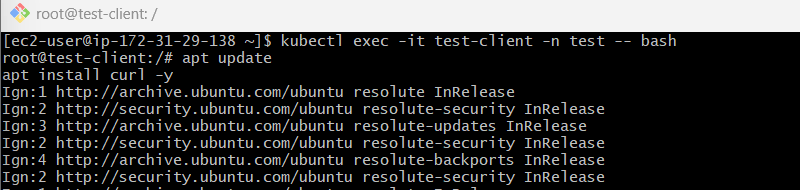 root@test-client: /
[ec2-user@ip-172-31-29-138 ~]$ kubectl exec -it test-client -n test -- bash
root@test-client:/# apt update
apt install curl -y
Ign:1 http://archive.ubuntu.com/ubuntu resolute InRelease
Ign:2 http://security.ubuntu.com/ubuntu resolute-security InRelease
Ign:3 http://archive.ubuntu.com/ubuntu resolute-updates InRelease
Ign:2 http://security.ubuntu.com/ubuntu resolute-security InRelease
Ign:4 http://archive.ubuntu.com/ubuntu resolute-backports InRelease
Ign:2 http://security.ubuntu.com/ubuntu resolute-security InRelease